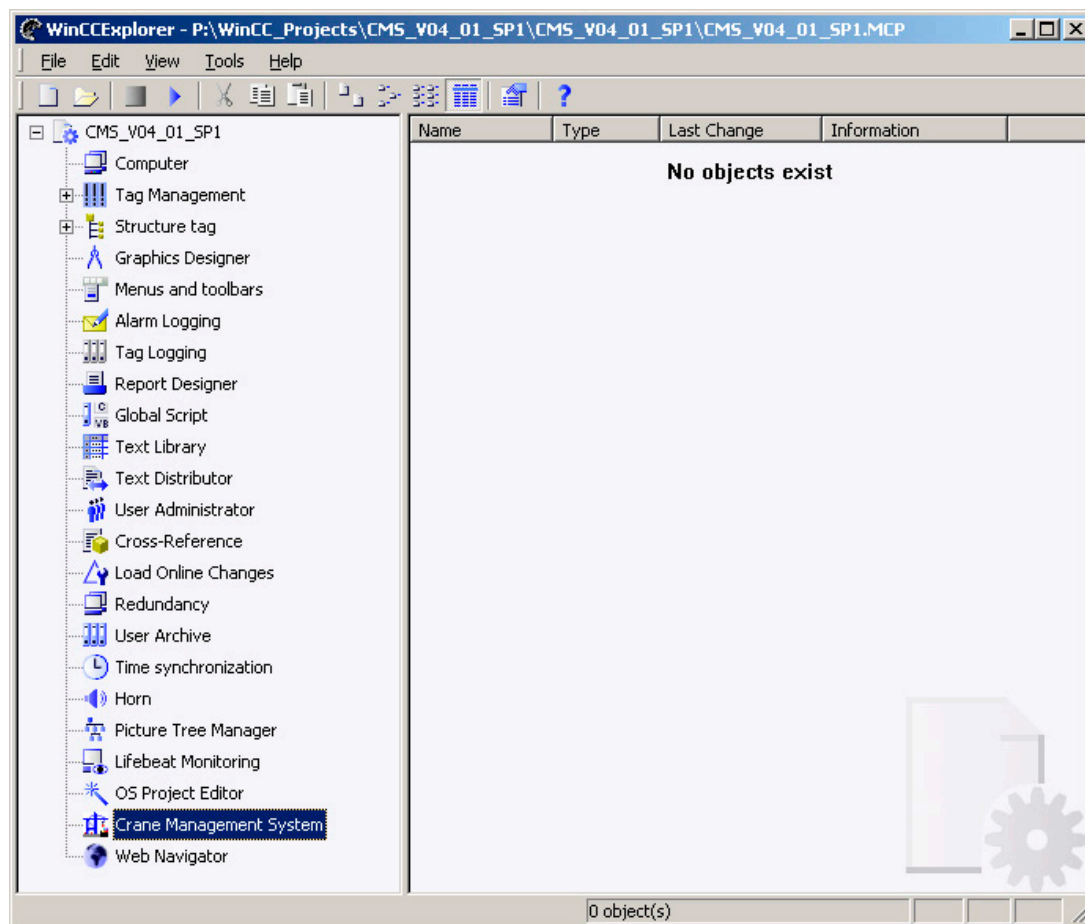 WinCCExplorer - P:\WinCC_Projects\CMS_V04_01_SP1\CMS_V04_01_SP1\CMS_V04_01_SP1.MCP
File Edit View Tools Help
CMS_V04_01_SP1
Name Type Last Change Information
Computer
No objects exist
Tag Management
Structure tag
Graphics Designer
Menus and toolbars
Alarm Logging
Tag Logging
Report Designer
Global Script
Text Library
Text Distributor
User Administrator
Cross-Reference
Load Online Changes
Redundancy
User Archive
Time synchronization
Horn
Picture Tree Manager
Lifebeat Monitoring
OS Project Editor
Crane Management System
Web Navigator
0 object(s)